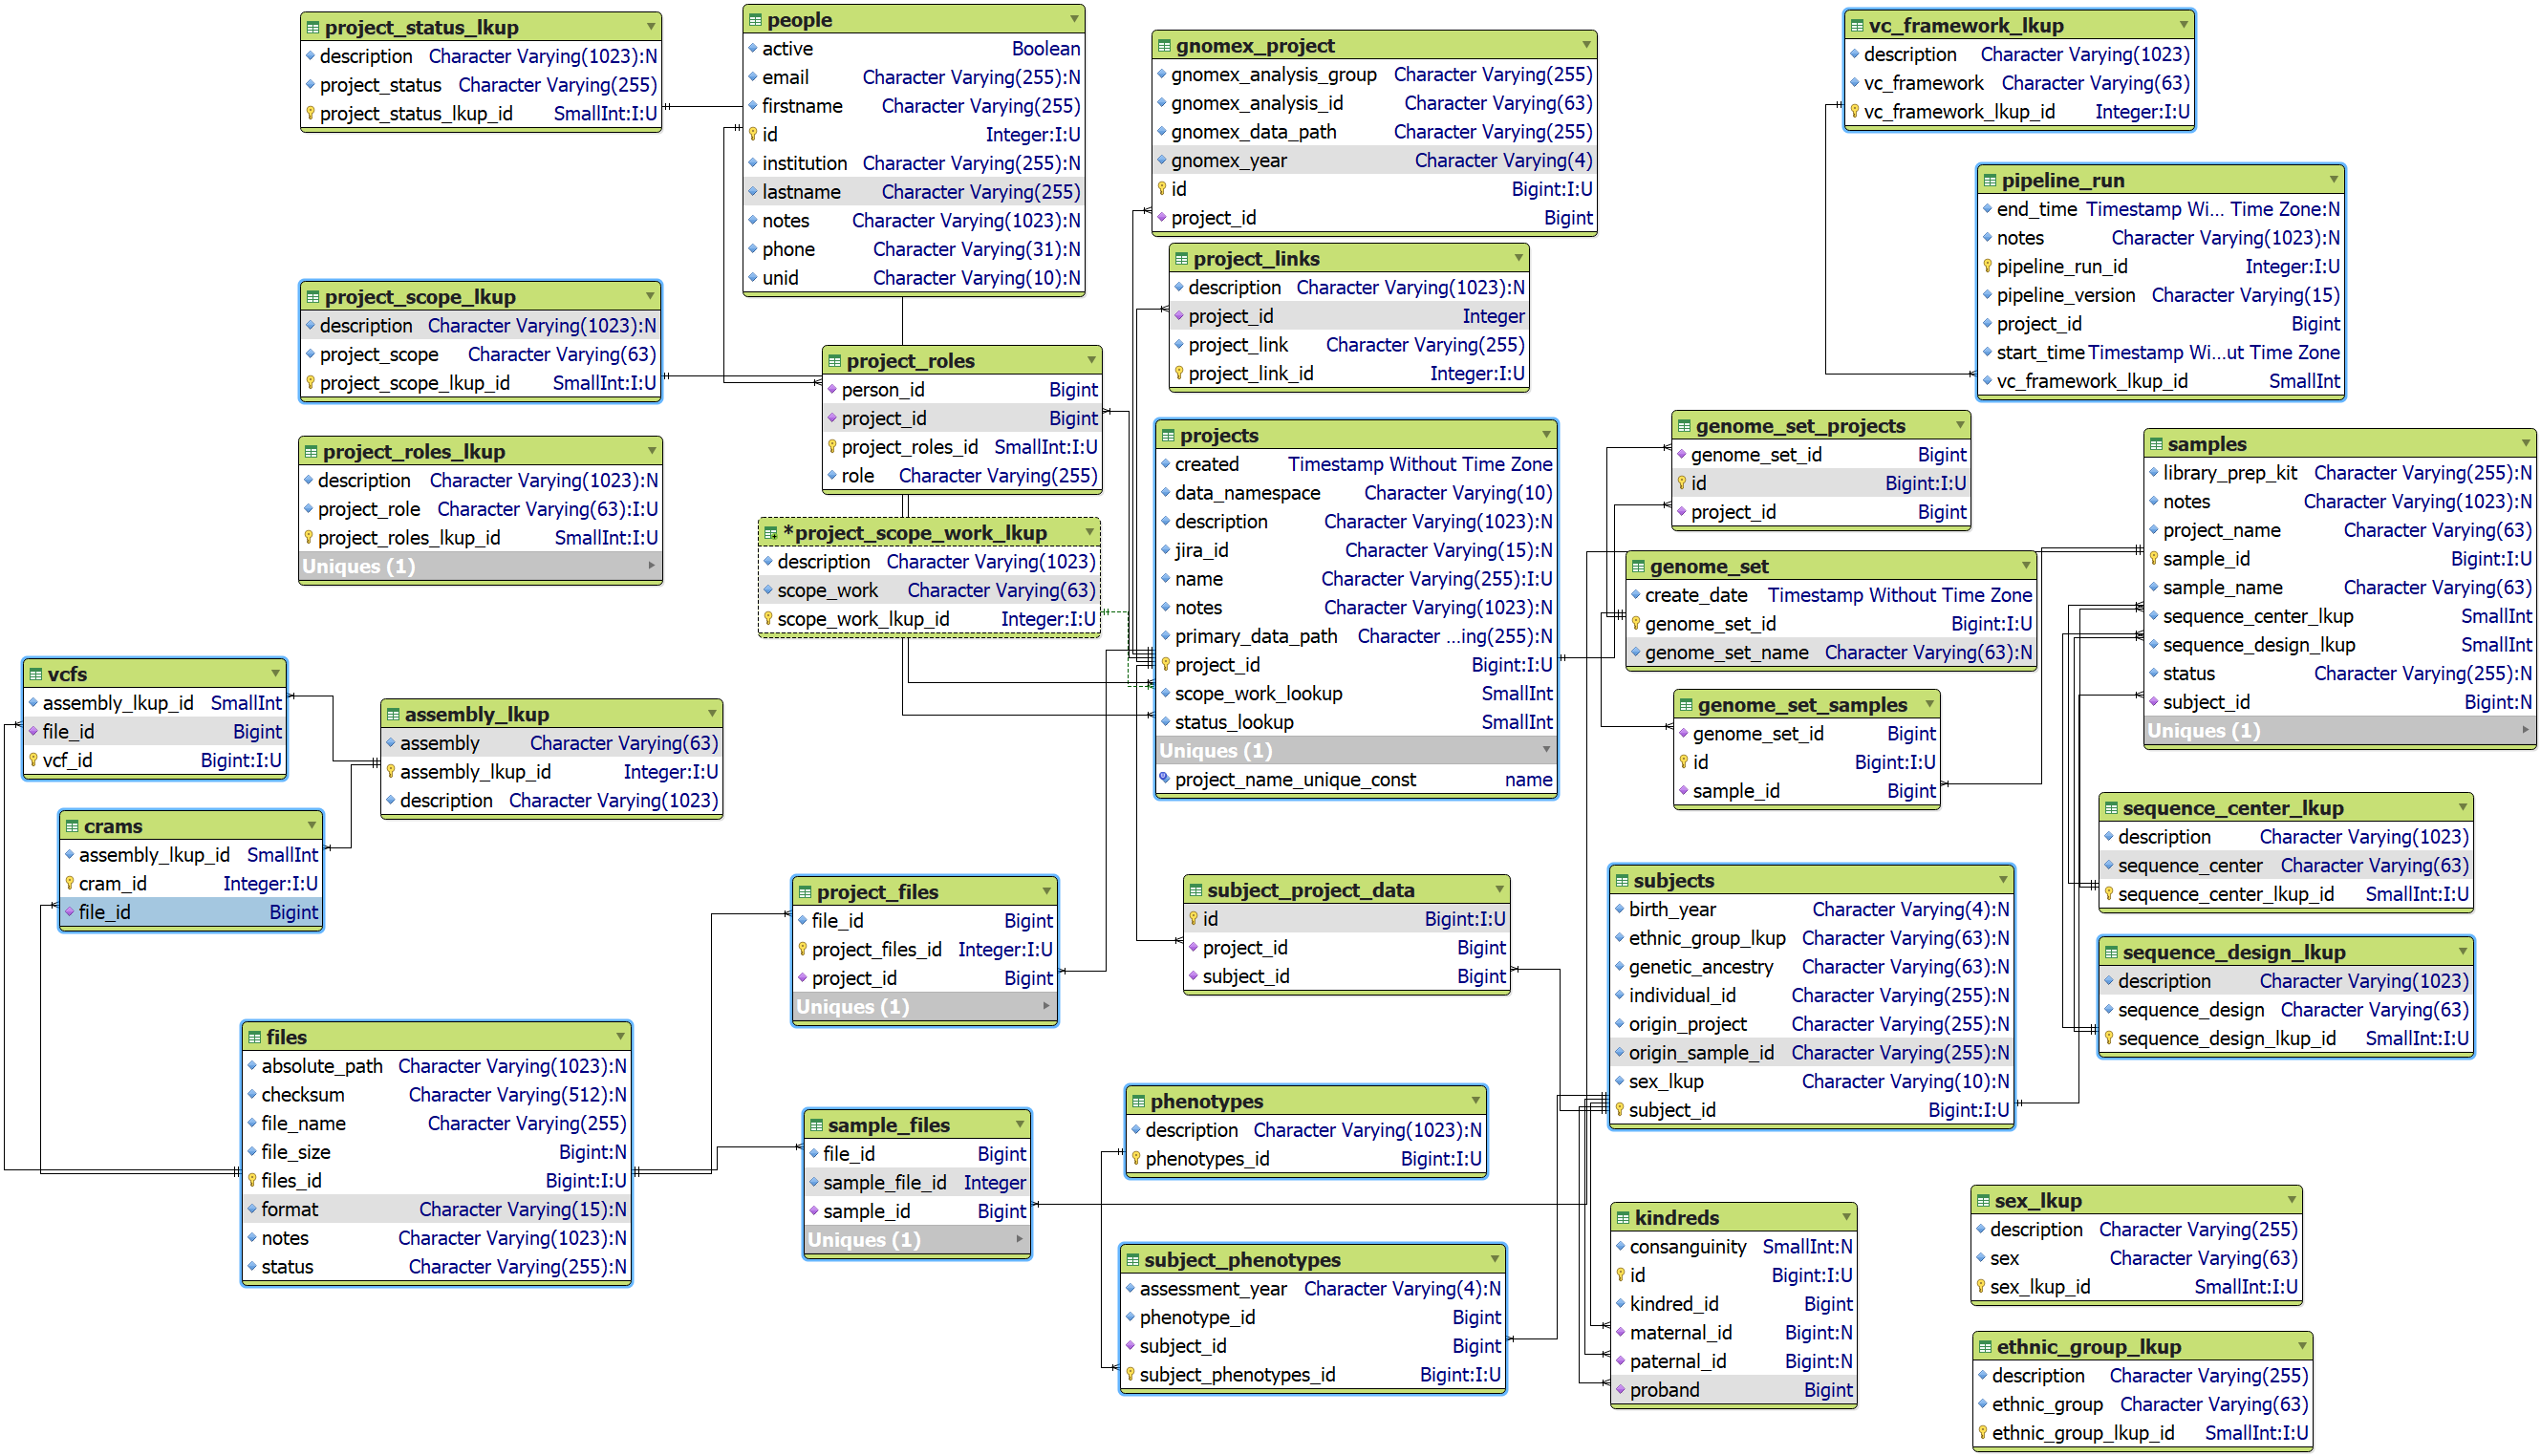 project_status_lkup
description Character Varying(1023):N
project_status Character Varying(255)
project_status_lkup_id SmallInt:I:U
people
active Boolean
email Character Varying(255):N
firstname Character Varying(255)
id Integer:I:U
institution Character Varying(255):N
lastname Character Varying(255)
notes Character Varying(1023):N
phone Character Varying(31):N
unid Character Varying(10):N
gnomex_project
gnomex_analysis_group Character Varying(255)
gnomex_analysis_id Character Varying(63)
gnomex_data_path Character Varying(255)
gnomex_year Character Varying(4)
id Bigint:I:U
project_id Bigint
vc_framework_lkup
description Character Varying(1023)
vc_framework Character Varying(63)
vc_framework_lkup_id Integer:I:U
pipeline_run
end_time Timestamp Wi... Time Zone:N
notes Character Varying(1023):N
pipeline_run_id Integer:I:U
pipeline_version Character Varying(15)
project_id Bigint
start_time Timestamp Wi...ut Time Zone
vc_framework_lkup_id SmallInt
project_links
description Character Varying(1023):N
project_id Integer
project_link Character Varying(255)
project_link_id Integer:I:U
project_scope_lkup
description Character Varying(1023):N
project_scope Character Varying(63)
project_scope_lkup_id SmallInt:I:U
project_roles
person_id Bigint
project_id Bigint
project_roles_id SmallInt:I:U
role Character Varying(255)
project_roles_lkup
description Character Varying(1023):N
project_role Character Varying(63):I:U
project_roles_lkup_id SmallInt:I:U
Uniques (1)
*project_scope_work_lkup
description Character Varying(1023)
scope_work Character Varying(63)
scope_work_lkup_id Integer:I:U
projects
created Timestamp Without Time Zone
data_namespace Character Varying(10)
description Character Varying(1023):N
jira_id Character Varying(15):N
name Character Varying(255):I:U
notes Character Varying(1023):N
primary_data_path Character ...ing(255):N
project_id Bigint:I:U
scope_work_lookup SmallInt
status_lookup SmallInt
Uniques (1)
project_name_unique_const name
genome_set_projects
genome_set_id Bigint
id Bigint:I:U
project_id Bigint
genome_set
create_date Timestamp Without Time Zone
genome_set_id Bigint:I:U
genome_set_name Character Varying(63):N
genome_set_samples
genome_set_id Bigint
id Bigint:I:U
sample_id Bigint
samples
library_prep_kit Character Varying(255):N
notes Character Varying(1023):N
project_name Character Varying(63)
sample_id Bigint:I:U
sample_name Character Varying(63)
sequence_center_lkup SmallInt
sequence_design_lkup SmallInt
status Character Varying(255):N
subject_id Bigint:N
Uniques (1)
vcfs
assembly_lkup_id SmallInt
file_id Bigint
vcf_id Bigint:I:U
assembly_lkup
assembly Character Varying(63)
assembly_lkup_id Integer:I:U
description Character Varying(1023)
crams
assembly_lkup_id SmallInt
cram_id Integer:I:U
file_id Bigint
sequence_center_lkup
description Character Varying(1023)
sequence_center Character Varying(63)
sequence_center_lkup_id SmallInt:I:U
sequence_design_lkup
description Character Varying(1023)
sequence_design Character Varying(63)
sequence_design_lkup_id SmallInt:I:U
project_files
file_id Bigint
project_files_id Integer:I:U
project_id Bigint
Uniques (1)
subject_project_data
id Bigint:I:U
project_id Bigint
subject_id Bigint
subjects
birth_year Character Varying(4):N
ethnic_group_lkup Character Varying(63):N
genetic_ancestry Character Varying(63):N
individual_id Character Varying(255):N
origin_project Character Varying(255):N
origin_sample_id Character Varying(255):N
sex_lkup Character Varying(10):N
subject_id Bigint:I:U
files
absolute_path Character Varying(1023):N
checksum Character Varying(512):N
file_name Character Varying(255)
file_size Bigint:N
files_id Bigint:I:U
format Character Varying(15):N
notes Character Varying(1023):N
status Character Varying(255):N
sample_files
file_id Bigint
sample_file_id Integer
sample_id Bigint
Uniques (1)
phenotypes
description Character Varying(1023):N
phenotypes_id Bigint:I:U
subject_phenotypes
assessment_year Character Varying(4):N
phenotype_id Bigint
subject_id Bigint
subject_phenotypes_id Bigint:I:U
kindreds
consanguinity SmallInt:N
id Bigint:I:U
kindred_id Bigint
maternal_id Bigint:N
paternal_id Bigint:N
proband Bigint
sex_lkup
description Character Varying(255)
sex Character Varying(63)
sex_lkup_id SmallInt:I:U
ethnic_group_lkup
description Character Varying(255)
ethnic_group Character Varying(63)
ethnic_group_lkup_id SmallInt:I:U